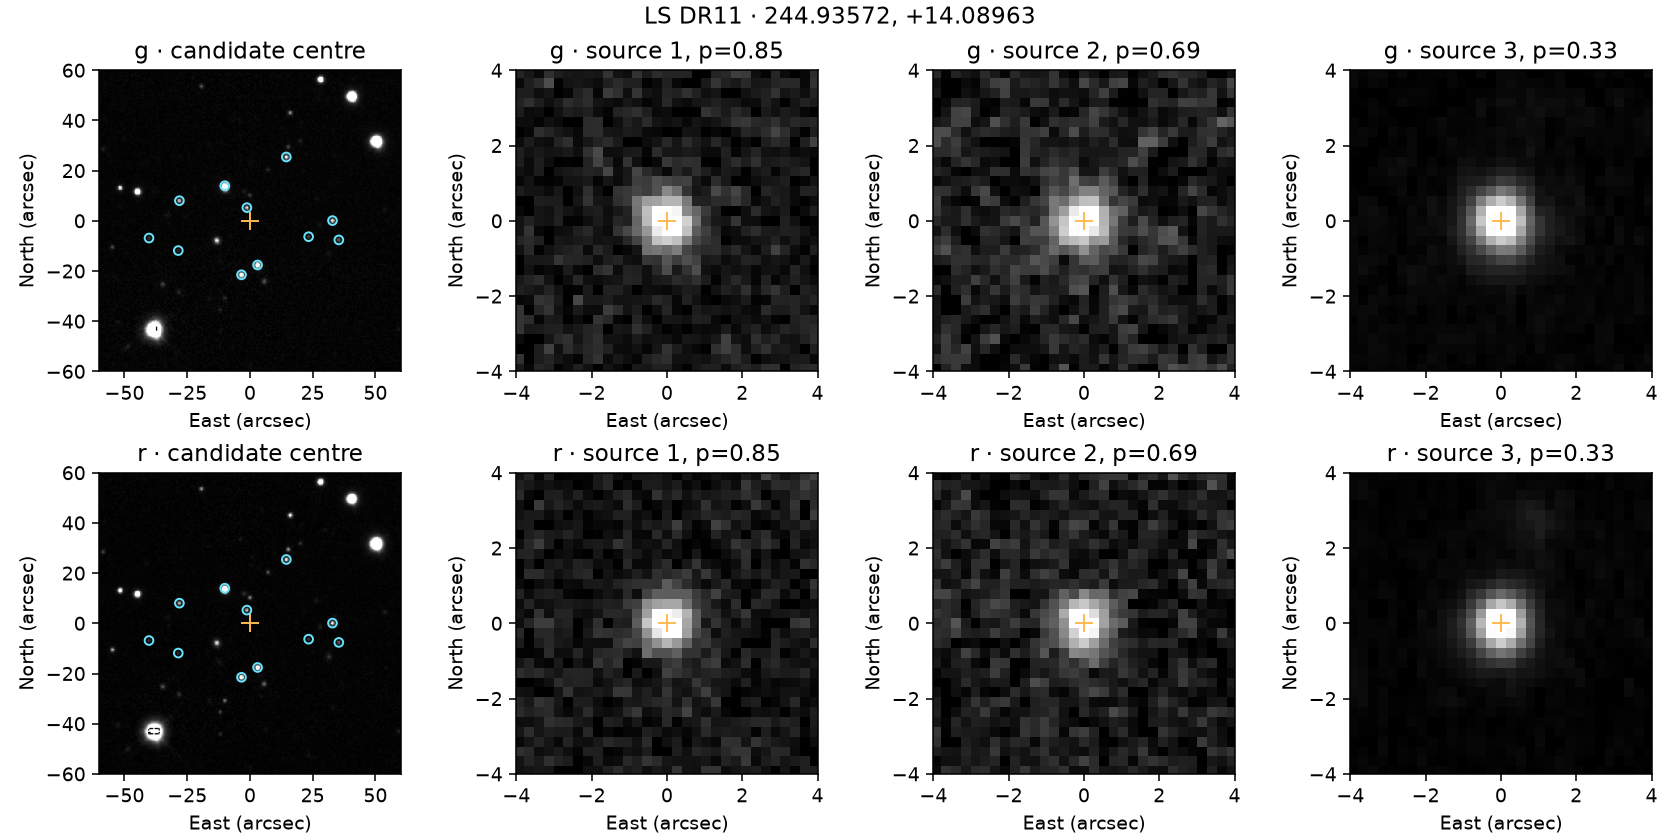 LS DR11 · 244.93572, +14.08963
g · candidate centre
g · source 1, p=0.85
g · source 2, p=0.69
g · source 3, p=0.33
60
40
20
0
−20
−40
−60
−50 −25 0 25 50
North (arcsec)
East (arcsec)
4
2
0
−2
−4
−4 −2 0 2 4
North (arcsec)
East (arcsec)
4
2
0
−2
−4
−4 −2 0 2 4
North (arcsec)
East (arcsec)
4
2
0
−2
−4
−4 −2 0 2 4
North (arcsec)
East (arcsec)
r · candidate centre
r · source 1, p=0.85
r · source 2, p=0.69
r · source 3, p=0.33
60
40
20
0
−20
−40
−60
−50 −25 0 25 50
North (arcsec)
East (arcsec)
4
2
0
−2
−4
−4 −2 0 2 4
North (arcsec)
East (arcsec)
4
2
0
−2
−4
−4 −2 0 2 4
North (arcsec)
East (arcsec)
4
2
0
−2
−4
−4 −2 0 2 4
North (arcsec)
East (arcsec)